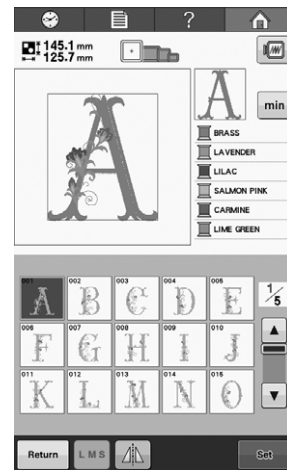 ?
145.1 mm
125.7 mm
A
min
BRASS
LAVENDER
LILAC
SALMON PINK
CARMINE
LIME GREEN
001 002 003 004 005
A B C D E
1/5
006 007 008 009 010
F G H I J
011 012 013 014 015
K L M N O
Return L M S Set